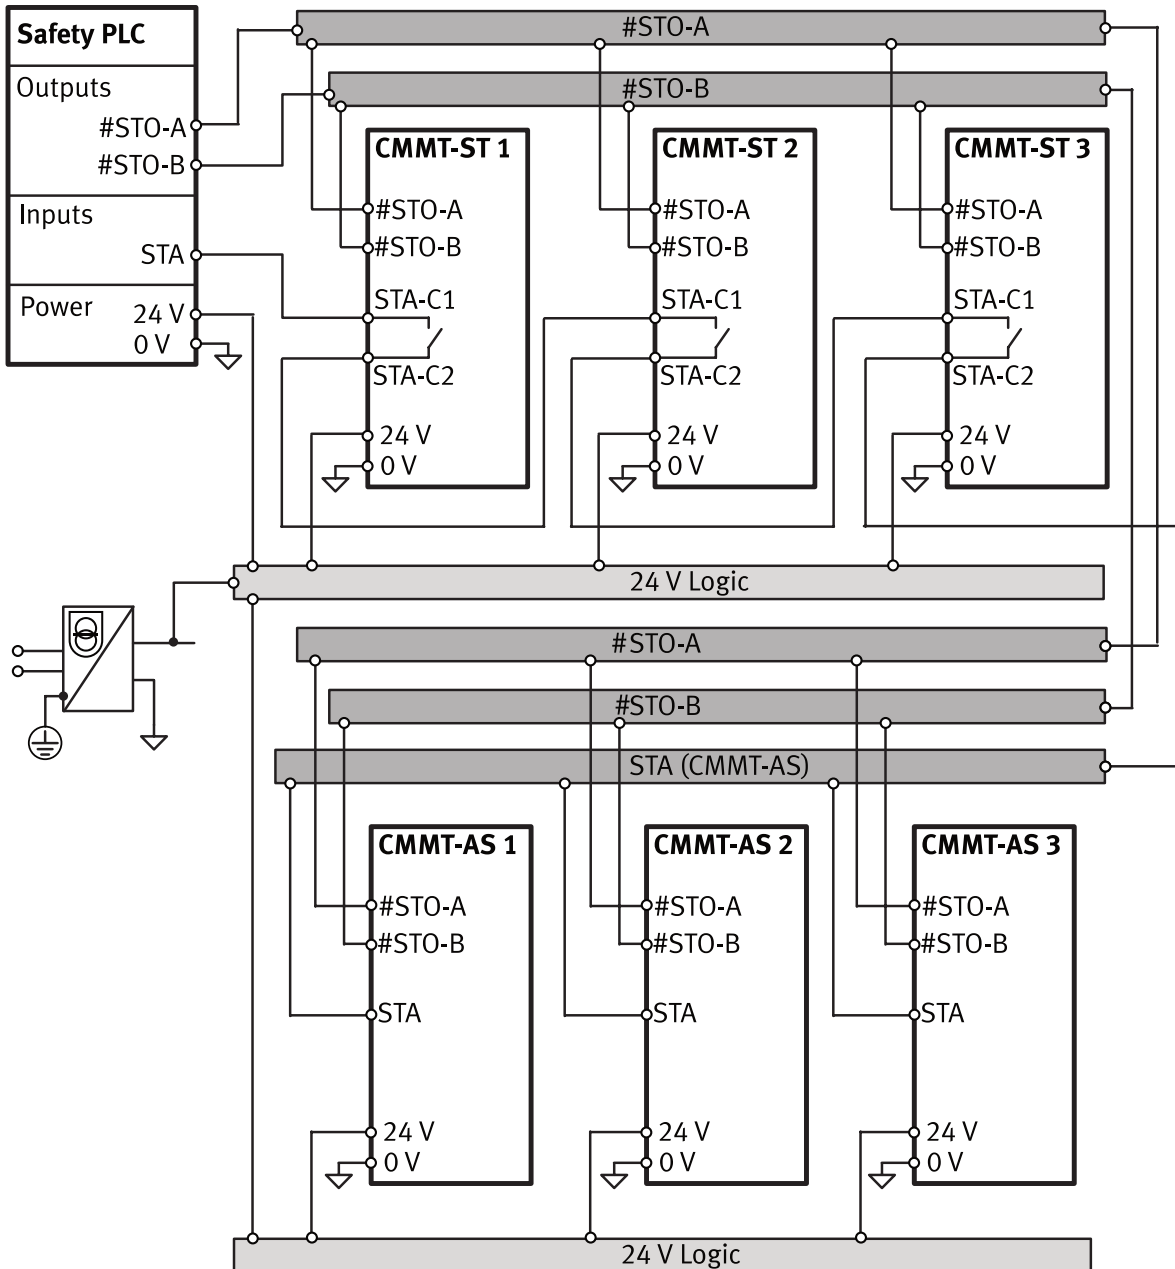 Safety PLC
Outputs
#STO-A
#STO-B
Inputs
STA
Power 24 V
0 V
#STO-A
#STO-B
CMMT-ST 1
#STO-A
#STO-B
STA-C1
STA-C2
24 V
0 V
CMMT-ST 2
#STO-A
#STO-B
STA-C1
STA-C2
24 V
0 V
CMMT-ST 3
#STO-A
#STO-B
STA-C1
STA-C2
24 V
0 V
24 V Logic
#STO-A
#STO-B
STA (CMMT-AS)
CMMT-AS 1
#STO-A
#STO-B
STA
24 V
0 V
CMMT-AS 2
#STO-A
#STO-B
STA
24 V
0 V
CMMT-AS 3
#STO-A
#STO-B
STA
24 V
0 V
24 V Logic